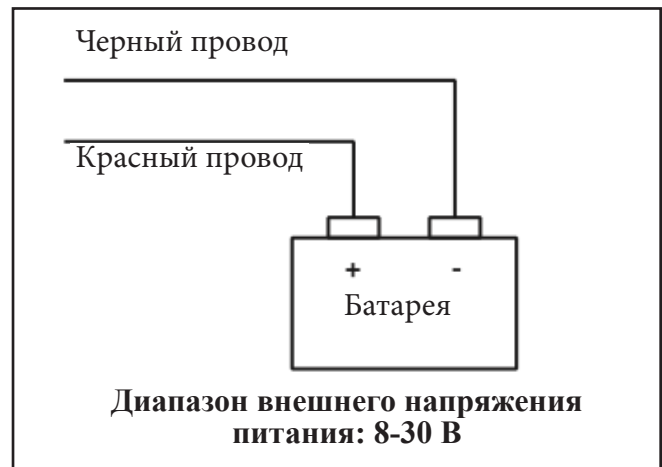 Черный провод
Красный провод
+ -
Батарея
Диапазон внешнего напряжения
питания: 8-30 В